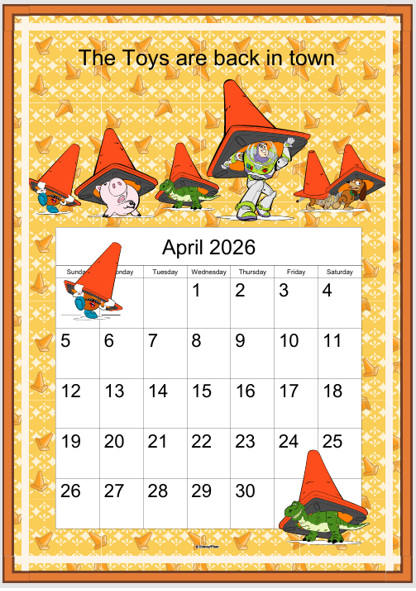 The Toys are back in town
April 2026
Tuesday Wednesday Thursday Friday Saturday
1 2 3 4
5 6 7 8 9 10 11
12 13 14 15 16 17 18
19 20 21 22 23 24 25
26 27 28 29 30